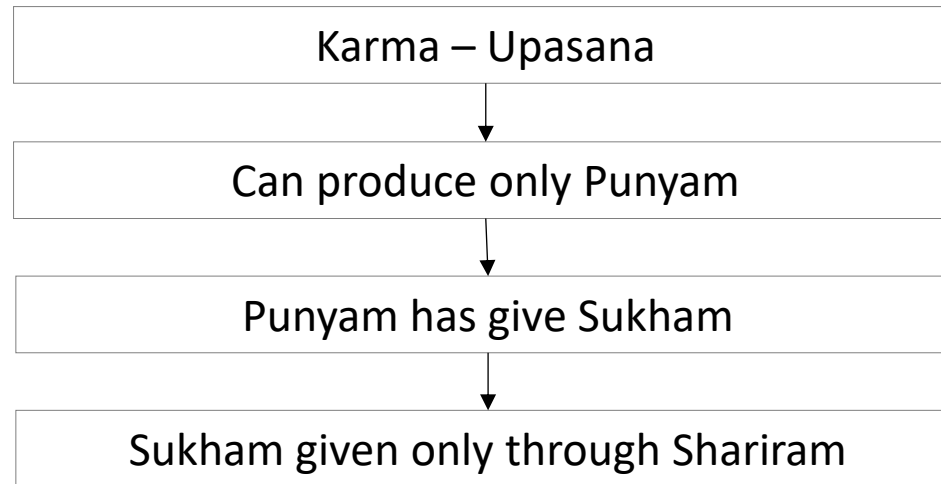 Karma – Upasana
Can produce only Punyam
Punyam has give Sukham
Sukham given only through Shariram